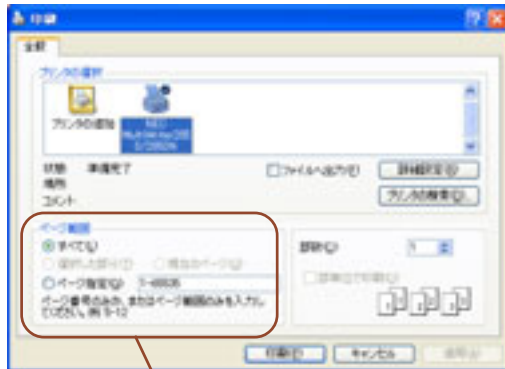 印刷
全般
プリンタの選択
プリンタの追加
NEC
状態 準備完了
場所
コメント
ファイルへ出力(F)
詳細設定(R)
プリンタの検索(D)...
ページ範囲
すべて(L)
選択した部分(T) 現在のページ(U)
ページ指定(G)
ページ番号のみか、またはページ範囲のみを入力してください。例 5-12
部数(C)
1
部単位で印刷(O)
印刷(P)
キャンセル
適用(A)